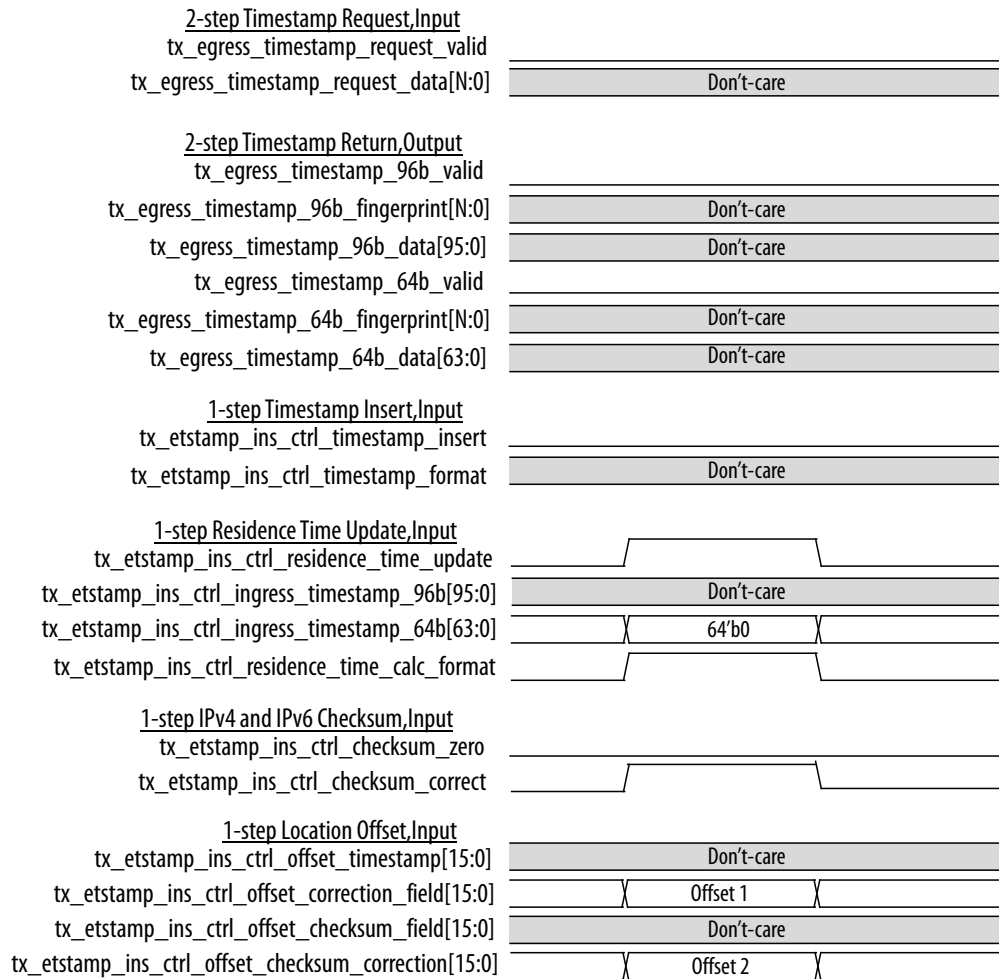 2-step Timestamp Request,Input
tx_egress_timestamp_request_valid
tx_egress_timestamp_request_data[N:0] Don't-care
2-step Timestamp Return,Output
tx_egress_timestamp_96b_valid
tx_egress_timestamp_96b_fingerprint[N:0] Don't-care
tx_egress_timestamp_96b_data[95:0] Don't-care
tx_egress_timestamp_64b_valid
tx_egress_timestamp_64b_fingerprint[N:0] Don't-care
tx_egress_timestamp_64b_data[63:0] Don't-care
1-step Timestamp Insert,Input
tx_etstamp_ins_ctrl_timestamp_insert
tx_etstamp_ins_ctrl_timestamp_format Don't-care
1-step Residence Time Update,Input
tx_etstamp_ins_ctrl_residence_time_update
tx_etstamp_ins_ctrl_ingress_timestamp_96b[95:0] Don't-care
tx_etstamp_ins_ctrl_ingress_timestamp_64b[63:0] 64'b0
tx_etstamp_ins_ctrl_residence_time_calc_format
1-step IPv4 and IPv6 Checksum,Input
tx_etstamp_ins_ctrl_checksum_zero
tx_etstamp_ins_ctrl_checksum_correct
1-step Location Offset,Input
tx_etstamp_ins_ctrl_offset_timestamp[15:0] Don't-care
tx_etstamp_ins_ctrl_offset_correction_field[15:0] Offset 1
tx_etstamp_ins_ctrl_offset_checksum_field[15:0] Don't-care
tx_etstamp_ins_ctrl_offset_checksum_correction[15:0] Offset 2